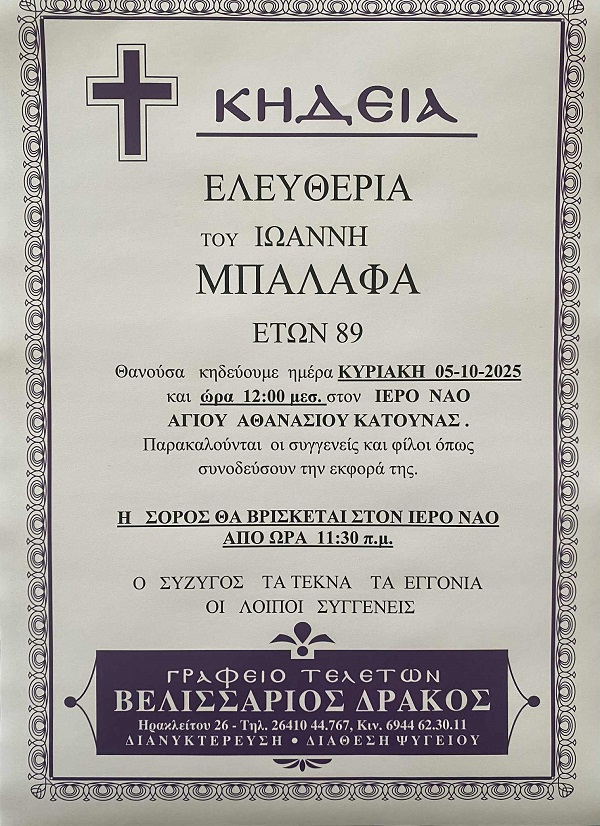 ΚΗΔΕΙΑ
ΕΛΕΥΘΕΡΙΑ
ΤΟΥ ΙΩΑΝΝΗ
ΜΠΑΛΑΦΑ
ΕΤΩΝ 89
Θανούσα κηδεύουμε ημέρα ΚΥΡΙΑΚΗ 05-10-2025
και ώρα 12:00 μεσ. στον ΙΕΡΟ ΝΑΟ
ΑΓΙΟΥ ΑΘΑΝΑΣΙΟΥ ΚΑΤΟΥΝΑΣ .
Παρακαλούνται οι συγγενείς και φίλοι όπως
συνοδεύσουν την εκφορά της.
Η ΣΟΡΟΣ ΘΑ ΒΡΙΣΚΕΤΑΙ ΣΤΟΝ ΙΕΡΟ ΝΑΟ
ΑΠΟ ΩΡΑ 11:30 π.μ.
Ο ΣΥΖΥΓΟΣ ΤΑ ΤΕΚΝΑ ΤΑ ΕΓΓΟΝΙΑ
ΟΙ ΛΟΙΠΟΙ ΣΥΓΓΕΝΕΙΣ
ΓΡΑΦΕΙΟ ΤΕΛΕΤΩΝ
ΒΕΛΙΣΣΑΡΙΟΣ ΔΡΑΚΟΣ
Ηρακλείτου 26 - Τηλ. 26410 44.767, Κιν. 6944 62.30.11
ΔΙΑΝΥΚΤΕΡΕΥΣΗ • ΔΙΑΘΕΣΗ ΨΥΓΕΙΟΥ